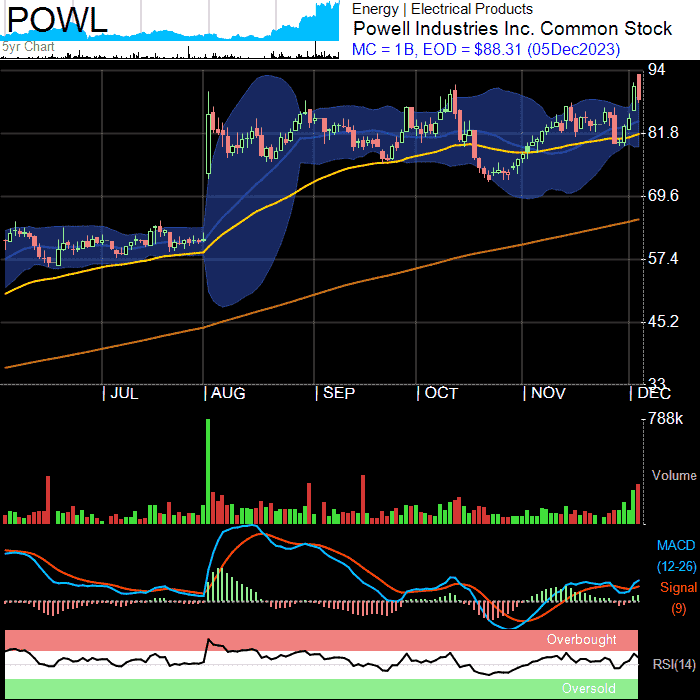 POWL
5yr Chart
Energy | Electrical Products
Powell Industries Inc. Common Stock
MC = 1B, EOD = $88.31 (05Dec2023)
94
81.8
69.6
57.4
45.2
33
JUL
AUG
SEP
OCT
NOV
DEC
788k
Volume
MACD
(12-26)
Signal
(9)
Overbought
RSI(14)
Oversold